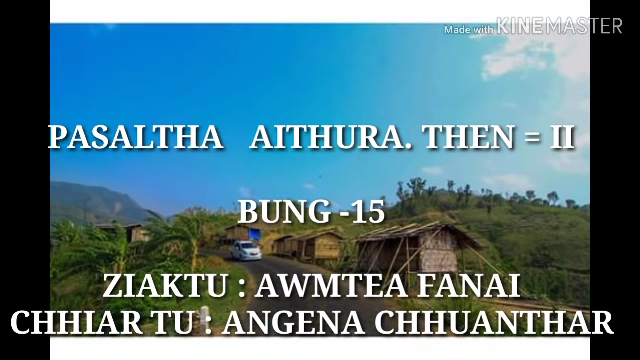 Made with KINEMASTER
PASALTHA AITHURA. THEN = II
BUNG -15
ZIAKTU : AWMTEA FANAI
CHHIAR TU : ANGENA CHHUANTHAR